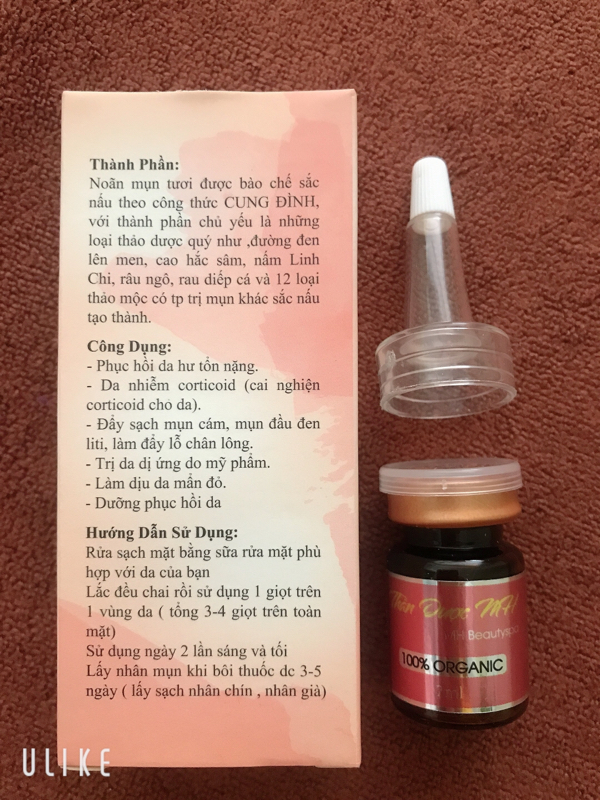 Thành Phần:
Noãn mụn tươi được bào chế sắc
nấu theo công thức CUNG ĐÌNH,
với thành phần chủ yếu là những
loại thảo dược quý như ,đường đen
lên men, cao hắc sâm, nấm Linh
Chi, râu ngô, rau diếp cá và 12 loại
thảo mộc có tp trị mụn khác sắc nấu
tạo thành.
Công Dụng:
- Phục hồi da hư tổn nặng.
- Da nhiễm corticoid (cai nghiện
corticoid cho da).
- Đẩy sạch mụn cám, mụn đầu đen
liti, làm đẩy lỗ chân lông.
- Trị da dị ứng do mỹ phẩm.
- Làm dịu da mẩn đỏ.
- Dưỡng phục hồi da
Hướng Dẫn Sử Dụng:
Rửa sạch mặt bằng sữa rửa mặt phù
hợp với da của bạn
Lắc đều chai rồi sử dụng 1 giọt trên
1 vùng da ( tổng 3-4 giọt trên toàn
mặt)
Sử dụng ngày 2 lần sáng và tối
Lấy nhân mụn khi bôi thuốc dc 3-5
ngày ( lấy sạch nhân chín , nhân già)
Thần Dược MH
Beautyspa
100% ORGANIC
ULIKE